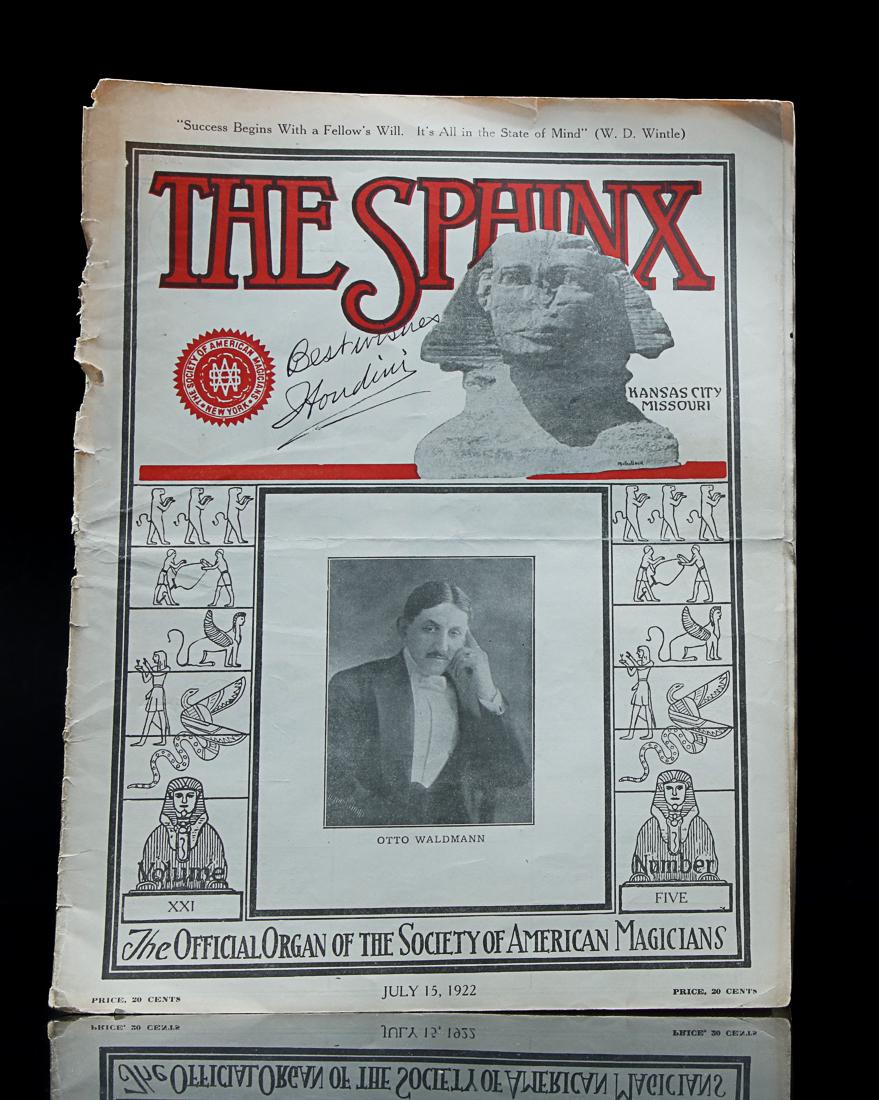 "Success Begins With a Fellow's Will. It's All in the State of Mind" (W. D. Wintle)
THE SPHINX
THE SOCIETY OF AMERICAN MAGICIANS
NEW YORK
Best wishes
Houdini
KANSAS CITY
MISSOURI
OTTO WALDMANN
Volume
XXI
Number
FIVE
The OFFICIAL ORGAN OF THE SOCIETY OF AMERICAN MAGICIANS
PRICE, 20 CENTS
JULY 15, 1922
PRICE, 20 CENTS